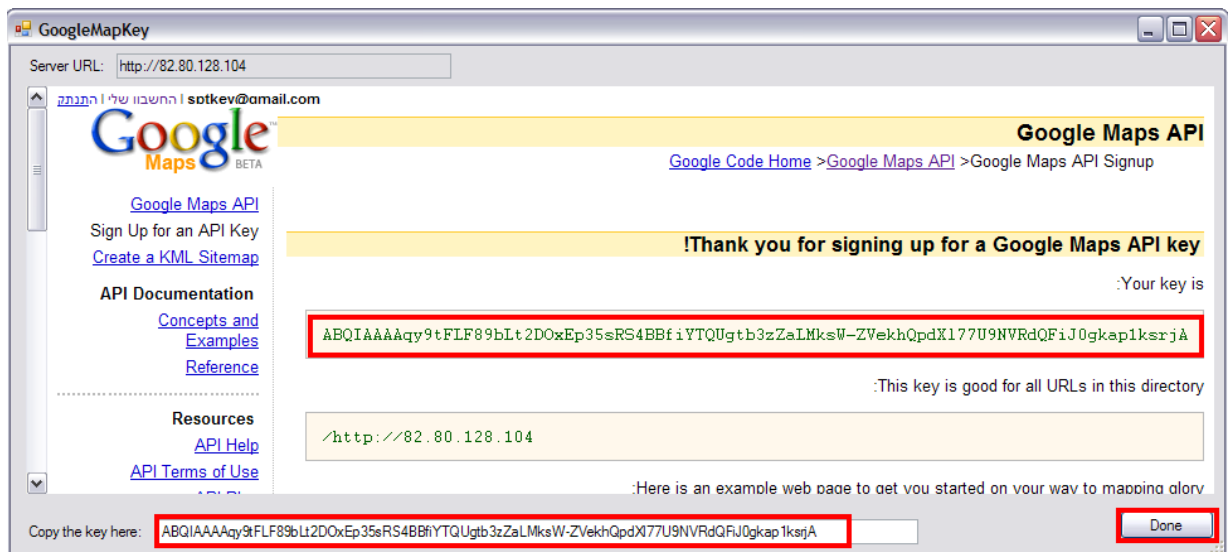 GoogleMapKey
Server URL: http://82.80.128.104
sptkey@gmail.com | החשבון שלי | התנתק
Google™
Maps BETA
Google Maps API
Google Code Home >Google Maps API >Google Maps API Signup
Google Maps API
Sign Up for an API Key
Create a KML Sitemap
API Documentation
Concepts and
Examples
Reference
Resources
API Help
API Terms of Use
!Thank you for signing up for a Google Maps API key
:Your key is
ABQIAAAAqy9tFLF89bLt2DOxEp35sRS4BBfiYTQUgtb3zZaLMksW-ZVekhQpdXl77U9NVRdQFiJ0gkap1ksrjA
:This key is good for all URLs in this directory
/http://82.80.128.104
:Here is an example web page to get you started on your way to mapping glory
Copy the key here: ABQIAAAAqy9tFLF89bLt2DOxEp35sRS4BBfiYTQUgtb3zZaLMksW-ZVekhQpdXl77U9NVRdQFiJ0gkap1ksrjA
Done